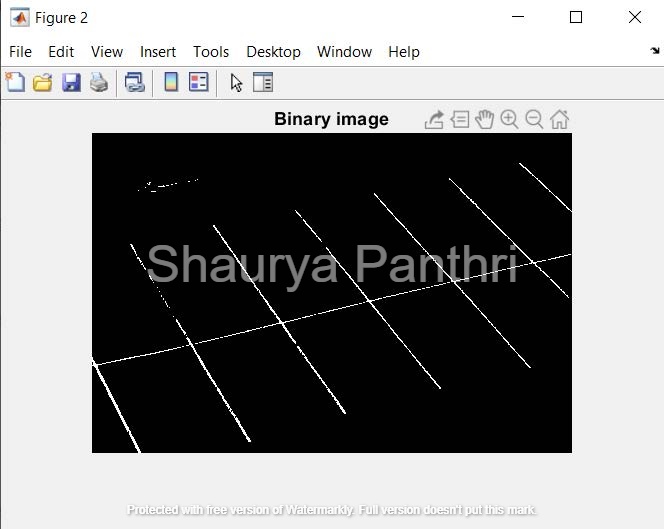 Figure 2
File Edit View Insert Tools Desktop Window Help
Binary image
Shaurya Panthri
Protected with free version of Watermarkly. Full version doesn't put this mark.